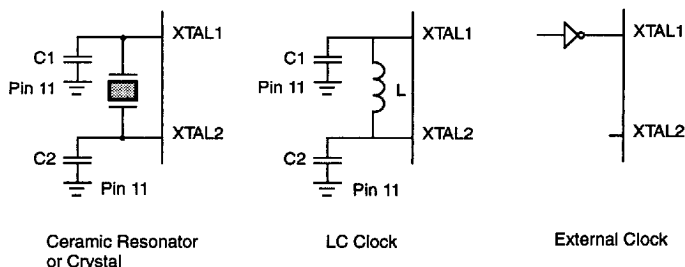 XTAL1
C1
Pin 11
XTAL2
C2
Pin 11
Ceramic Resonator
or Crystal
XTAL1
C1
Pin 11
L
XTAL2
C2
Pin 11
LC Clock
XTAL1
XTAL2
External Clock